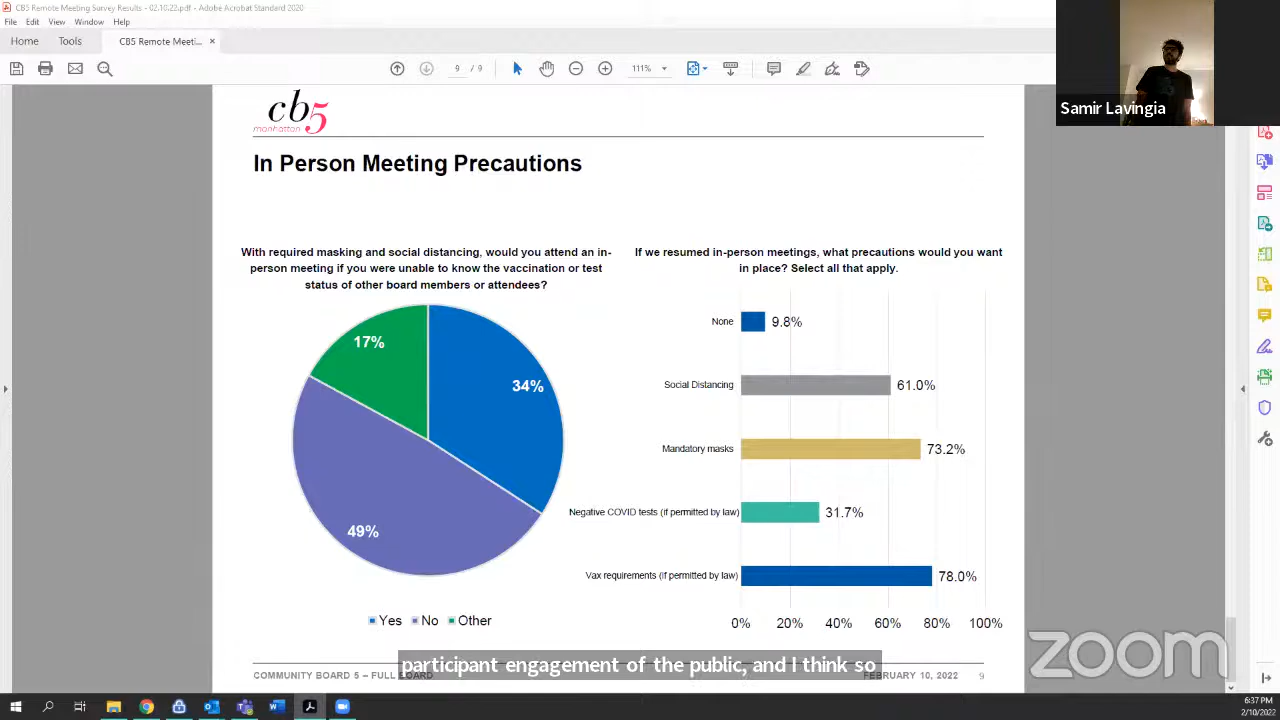 CB5 Remote Meeting Survey Results - 02.10.22.pdf - Adobe Acrobat Standard 2020
File Edit View Window Help
Home Tools CB5 Remote Meeti... ×
9 / 9 111%
Samir Lavingia
cb5
manhattan
In Person Meeting Precautions
With required masking and social distancing, would you attend an in-
person meeting if you were unable to know the vaccination or test
status of other board members or attendees?
17%
34%
49%
Yes No Other
If we resumed in-person meetings, what precautions would you want
in place? Select all that apply.
None 9.8%
Social Distancing 61.0%
Mandatory masks 73.2%
Negative COVID tests (if permitted by law) 31.7%
Vax requirements (if permitted by law) 78.0%
0% 20% 40% 60% 80% 100%
participant engagement of the public, and I think so
COMMUNITY BOARD 5 – FULL BOARD FEBRUARY 10, 2022 9
zoom
6:37 PM
2/10/2022